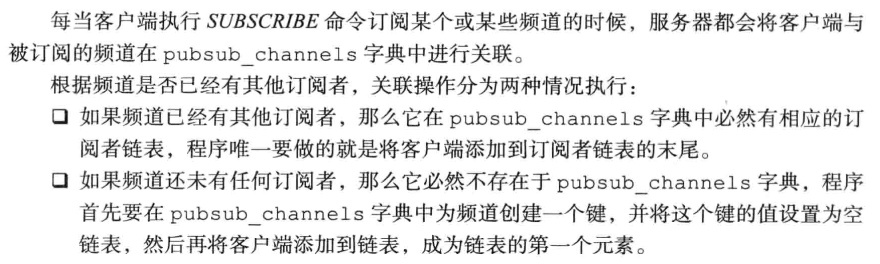 每当客户端执行 SUBSCRIBE 命令订阅某个或某些频道的时候，服务器都会将客户端与
被订阅的频道在 pubsub_channels 字典中进行关联。
根据频道是否已经有其他订阅者，关联操作分为两种情况执行：
❑ 如果频道已经有其他订阅者，那么它在 pubsub_channels 字典中必然有相应的订
阅者链表，程序唯一要做的就是将客户端添加到订阅者链表的末尾。
❑ 如果频道还未有任何订阅者，那么它必然不存在于 pubsub_channels 字典，程序
首先要在 pubsub_channels 字典中为频道创建一个键，并将这个键的值设置为空
链表，然后再将客户端添加到链表，成为链表的第一个元素。